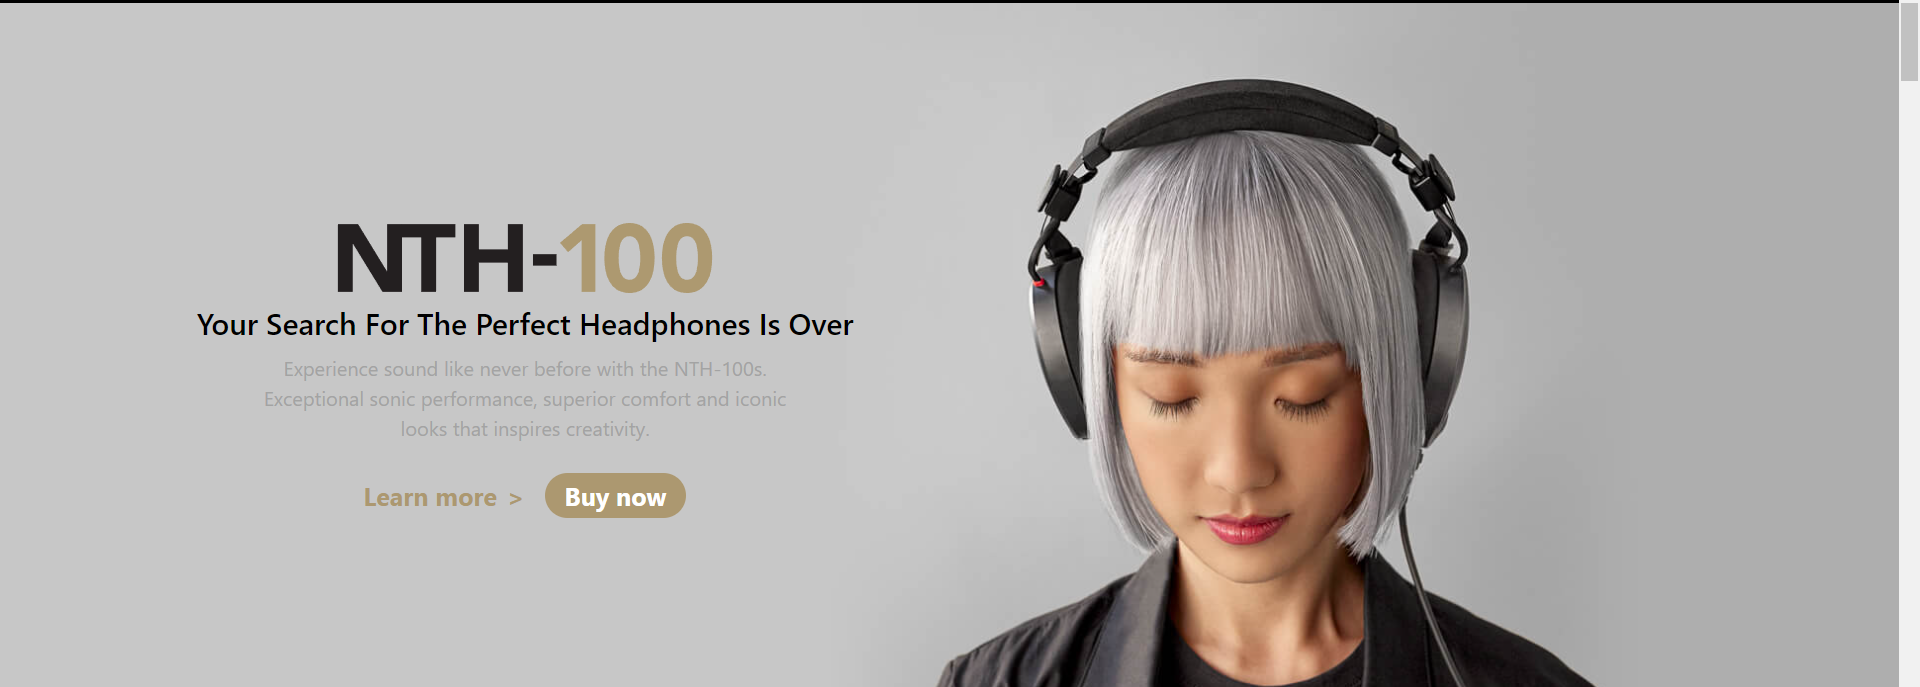 NTH-100
Your Search For The Perfect Headphones Is Over
Experience sound like never before with the NTH-100s.
Exceptional sonic performance, superior comfort and iconic
looks that inspires creativity.
Learn more >
Buy now